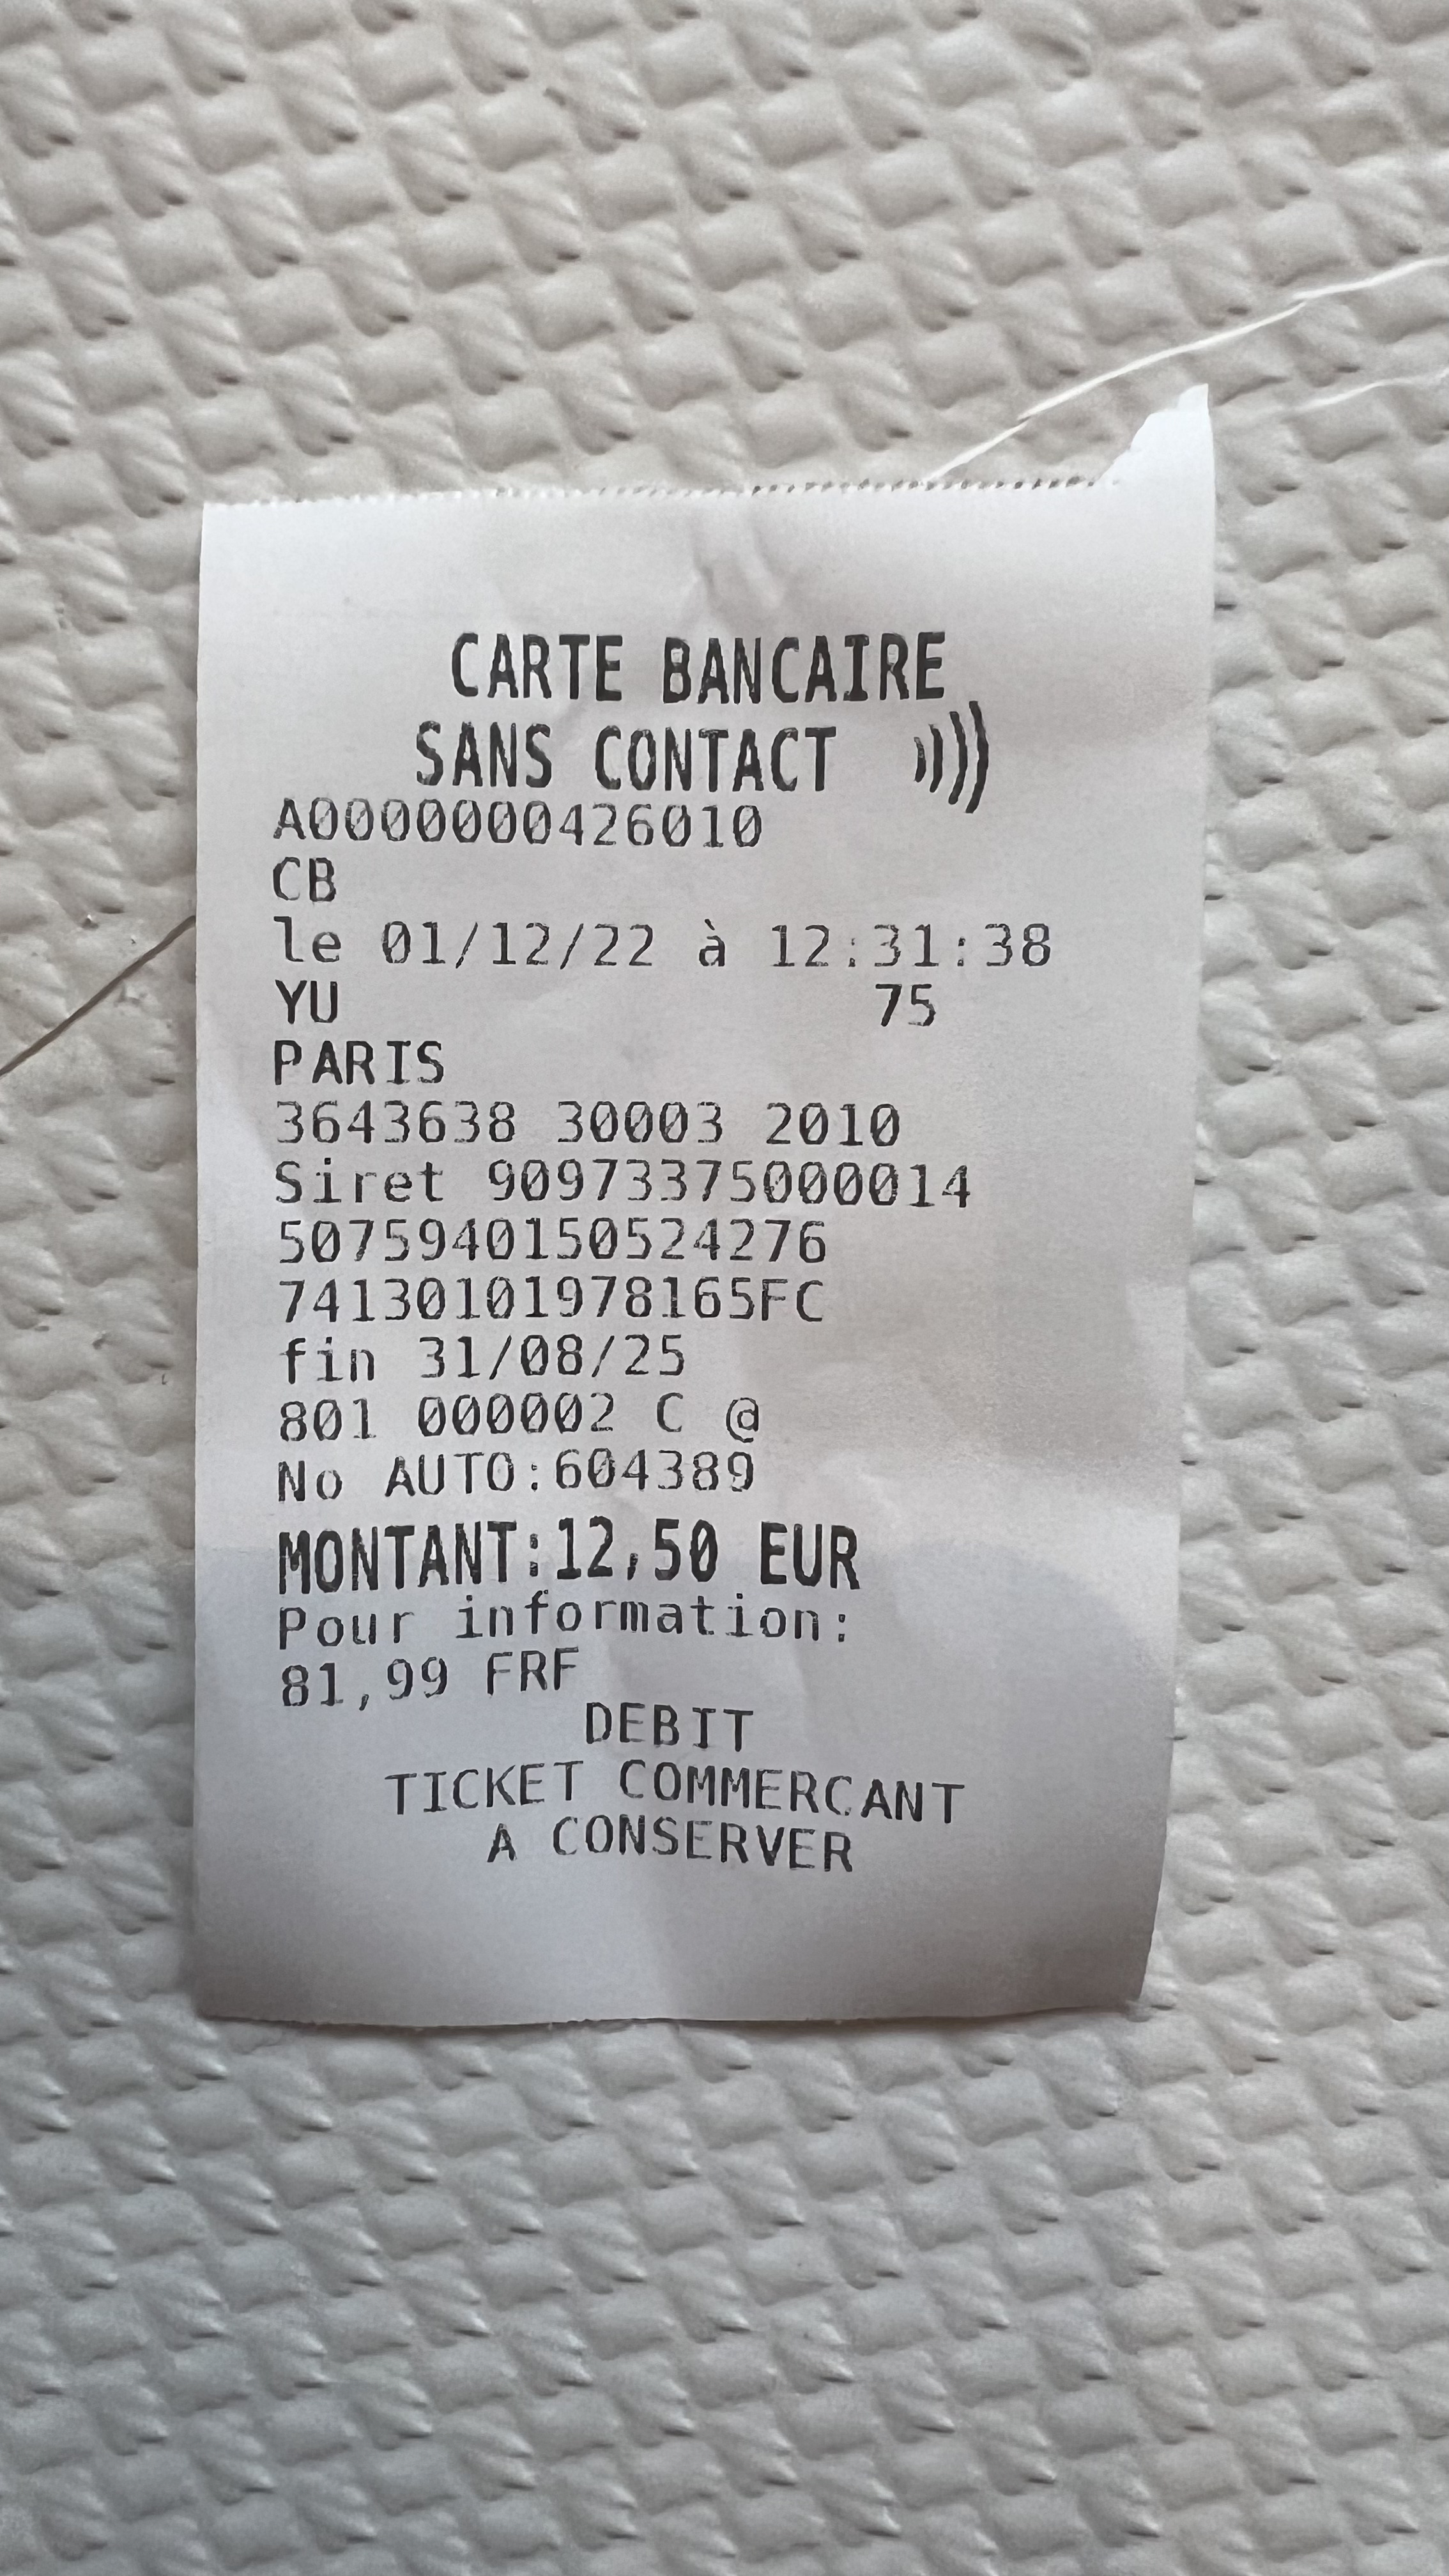 CARTE BANCAIRE
SANS CONTACT
A0000000426010
CB
le 01/12/22 à 12:31:38
YU 75
PARIS
3643638 30003 2010
Siret 90973375000014
5075940150524276
74130101978165FC
fin 31/08/25
801 000002 C @
No AUTO:604389
MONTANT:12,50 EUR
Pour information:
81,99 FRF
DEBIT
TICKET COMMERCANT
A CONSERVER